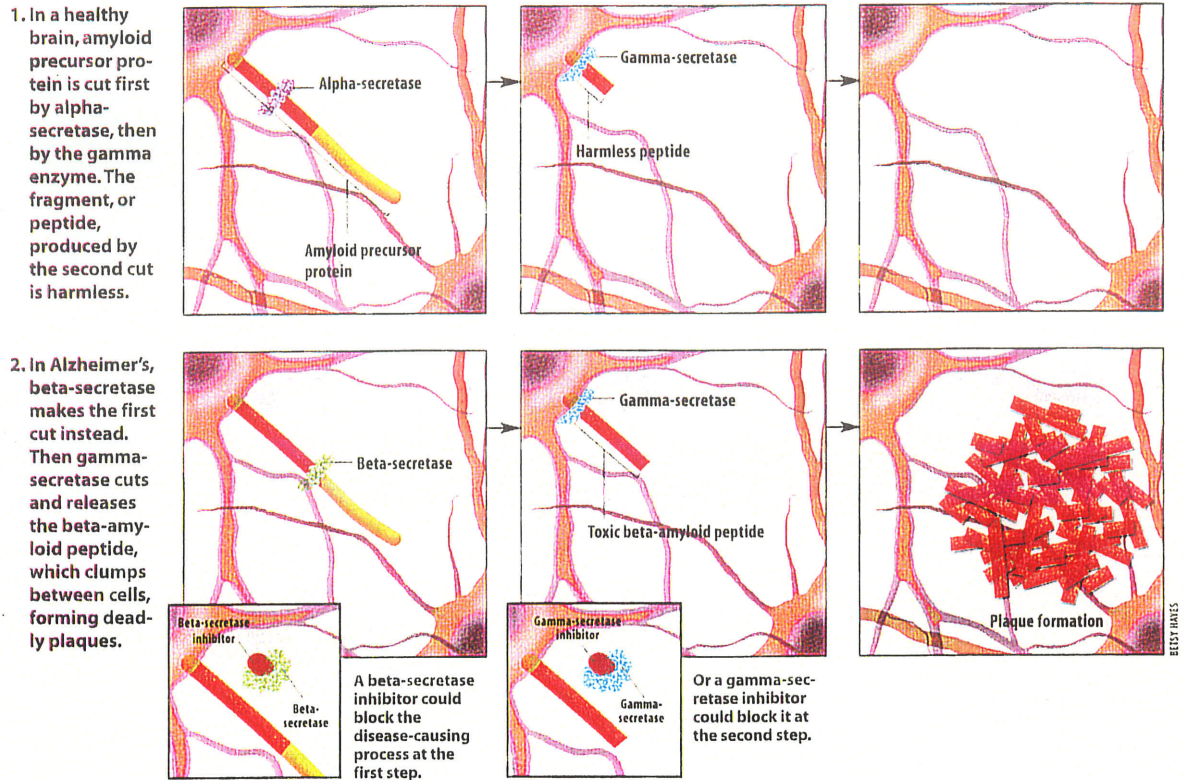 1. In a healthy
brain, amyloid
precursor pro-
tein is cut first
by alpha-
secretase, then
by the gamma
enzyme. The
fragment, or
peptide,
produced by
the second cut
is harmless.
Alpha-secretase
Amyloid precursor
protein
Gamma-secretase
Harmless peptide
2. In Alzheimer's,
beta-secretase
makes the first
cut instead.
Then gamma-
secretase cuts
and releases
the beta-amy-
loid peptide,
which clumps
between cells,
forming dead-
ly plaques.
Beta-secretase
Gamma-secretase
Toxic beta-amyloid peptide
Plaque formation
BETSY HAYES
Beta-secretase
inhibitor
Beta-
secretase
A beta-secretase
inhibitor could
block the
disease-causing
process at the
first step.
Gamma-secretase
inhibitor
Gamma-
secretase
Or a gamma-sec-
retase inhibitor
could block it at
the second step.